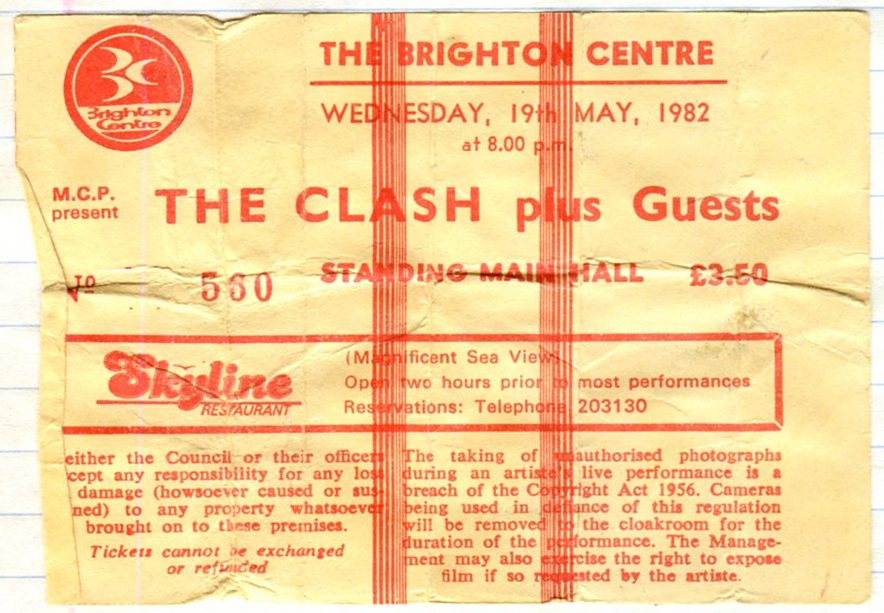 Brighton
Centre
THE BRIGHTON CENTRE
WEDNESDAY, 19th MAY, 1982
at 8.00 p.m.
M.C.P.
present
THE CLASH plus Guests
No 560 STANDING MAIN HALL £3.50
Skyline
RESTAURANT
(Magnificent Sea View)
Open two hours prior to most performances
Reservations: Telephone 203130
either the Council or their officers
cept any responsibility for any loss
damage (howsoever caused or sus-
ned) to any property whatsoever
brought on to these premises.
Tickets cannot be exchanged
or refunded
The taking of unauthorised photographs
during an artiste's live performance is a
breach of the Copyright Act 1956. Cameras
being used in defiance of this regulation
will be removed to the cloakroom for the
duration of the performance. The Manage-
ment may also exercise the right to expose
film if so requested by the artiste.